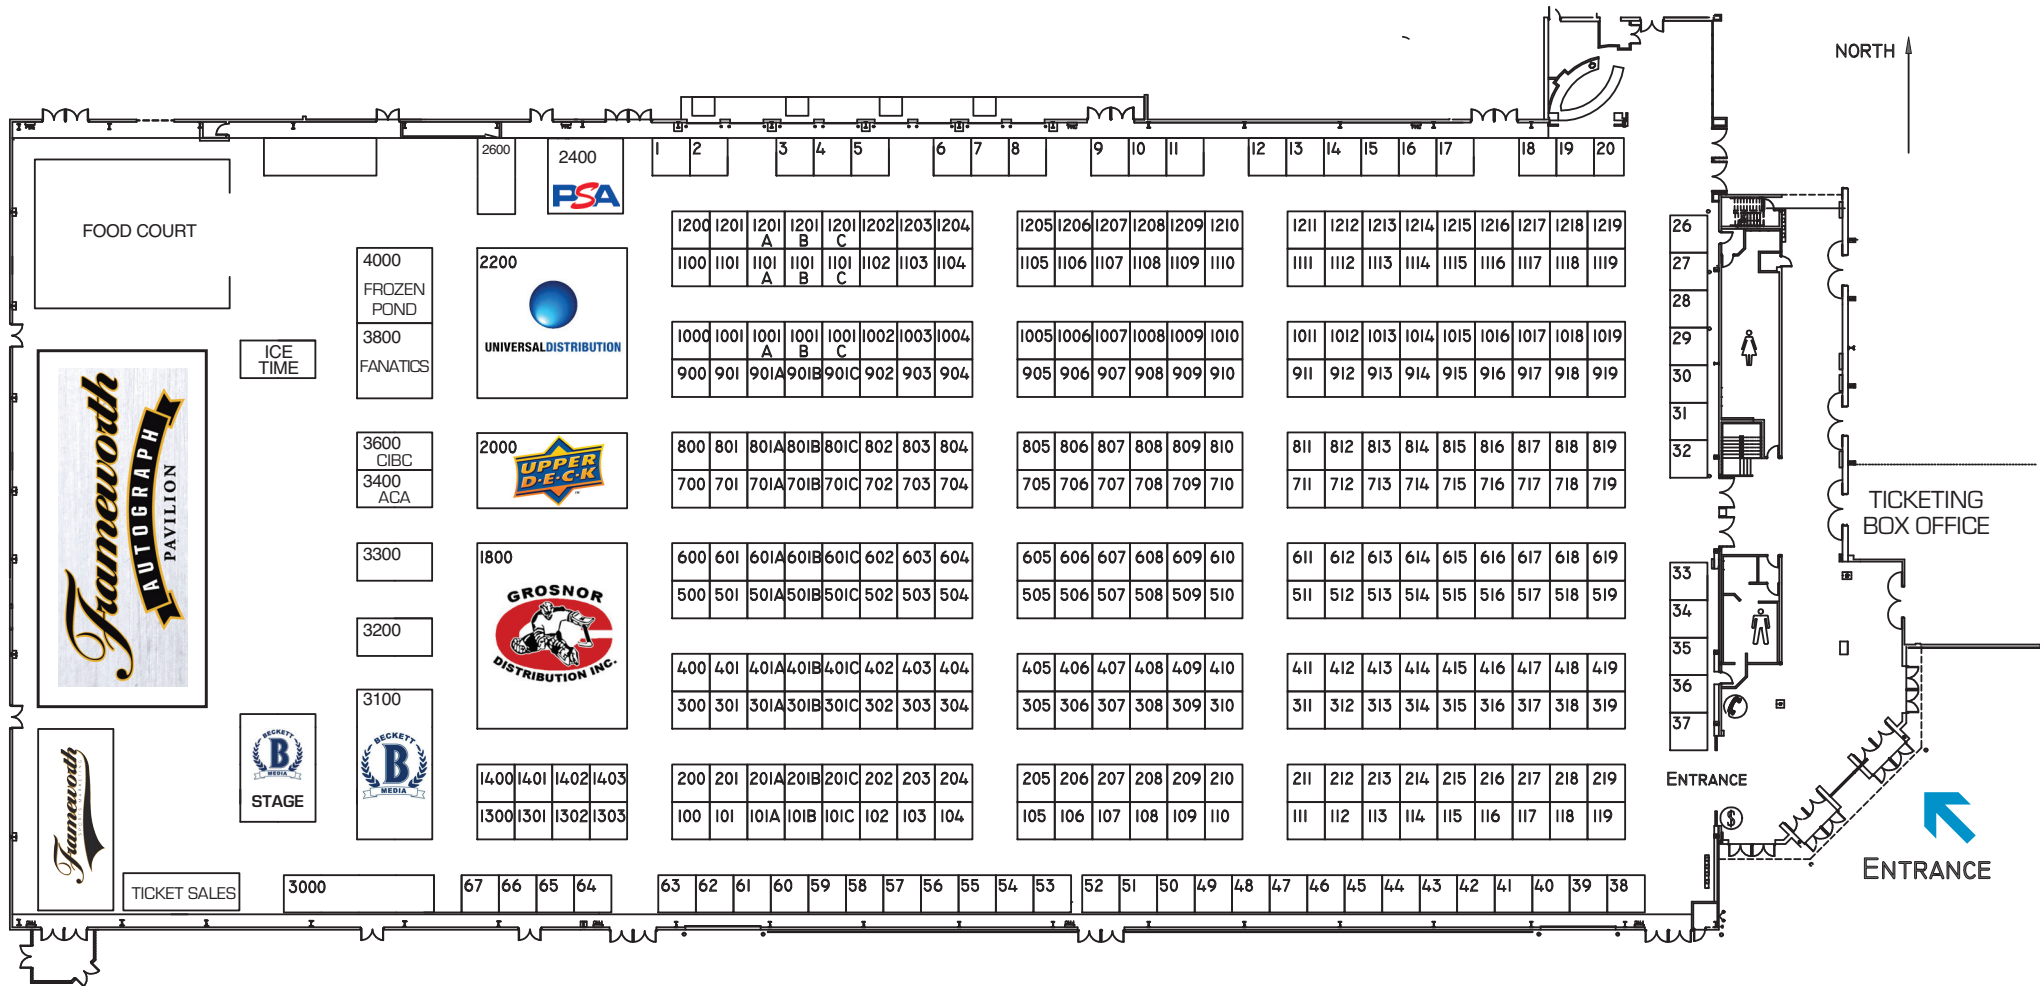 NORTH
2600
2400
PSA
1 2 3 4 5 6 7 8 9 10 11 12 13 14 15 16 17 18 19 20
FOOD COURT
1200 1201 1201 A 1201 B 1201 C 1202 1203 1204 1205 1206 1207 1208 1209 1210 1211 1212 1213 1214 1215 1216 1217 1218 1219
1100 1101 1101 A 1101 B 1101 C 1102 1103 1104 1105 1106 1107 1108 1109 1110 1111 1112 1113 1114 1115 1116 1117 1118 1119
26
27
28
29
30
31
32
4000
FROZEN
POND
3800
FANATICS
2200
UNIVERSALDISTRIBUTION
ICE
TIME
1000 1001 1001 A 1001 B 1001 C 1002 1003 1004 1005 1006 1007 1008 1009 1010 1011 1012 1013 1014 1015 1016 1017 1018 1019
900 901 901A 901B 901C 902 903 904 905 906 907 908 909 910 911 912 913 914 915 916 917 918 919
Frameworth
AUTOGRAPH
PAVILION
3600
CIBC
3400
ACA
2000
UPPER
D·E·C·K
800 801 801A 801B 801C 802 803 804 805 806 807 808 809 810 811 812 813 814 815 816 817 818 819
700 701 701A 701B 701C 702 703 704 705 706 707 708 709 710 711 712 713 714 715 716 717 718 719
TICKETING
BOX OFFICE
3300
3200
1800
GROSNOR
DISTRIBUTION INC.
600 601 601A 601B 601C 602 603 604 605 606 607 608 609 610 611 612 613 614 615 616 617 618 619
500 501 501A 501B 501C 502 503 504 505 506 507 508 509 510 511 512 513 514 515 516 517 518 519
33
34
35
36
37
400 401 401A 401B 401C 402 403 404 405 406 407 408 409 410 411 412 413 414 415 416 417 418 419
300 301 301A 301B 301C 302 303 304 305 306 307 308 309 310 311 312 313 314 315 316 317 318 319
3100
BECKETT
B
MEDIA
BECKETT
B
MEDIA
STAGE
Frameworth
1400 1401 1402 1403
1300 1301 1302 1303
200 201 201A 201B 201C 202 203 204 205 206 207 208 209 210 211 212 213 214 215 216 217 218 219
100 101 101A 101B 101C 102 103 104 105 106 107 108 109 110 111 112 113 114 115 116 117 118 119
ENTRANCE
$
ENTRANCE
TICKET SALES
3000
67 66 65 64 63 62 61 60 59 58 57 56 55 54 53 52 51 50 49 48 47 46 45 44 43 42 41 40 39 38